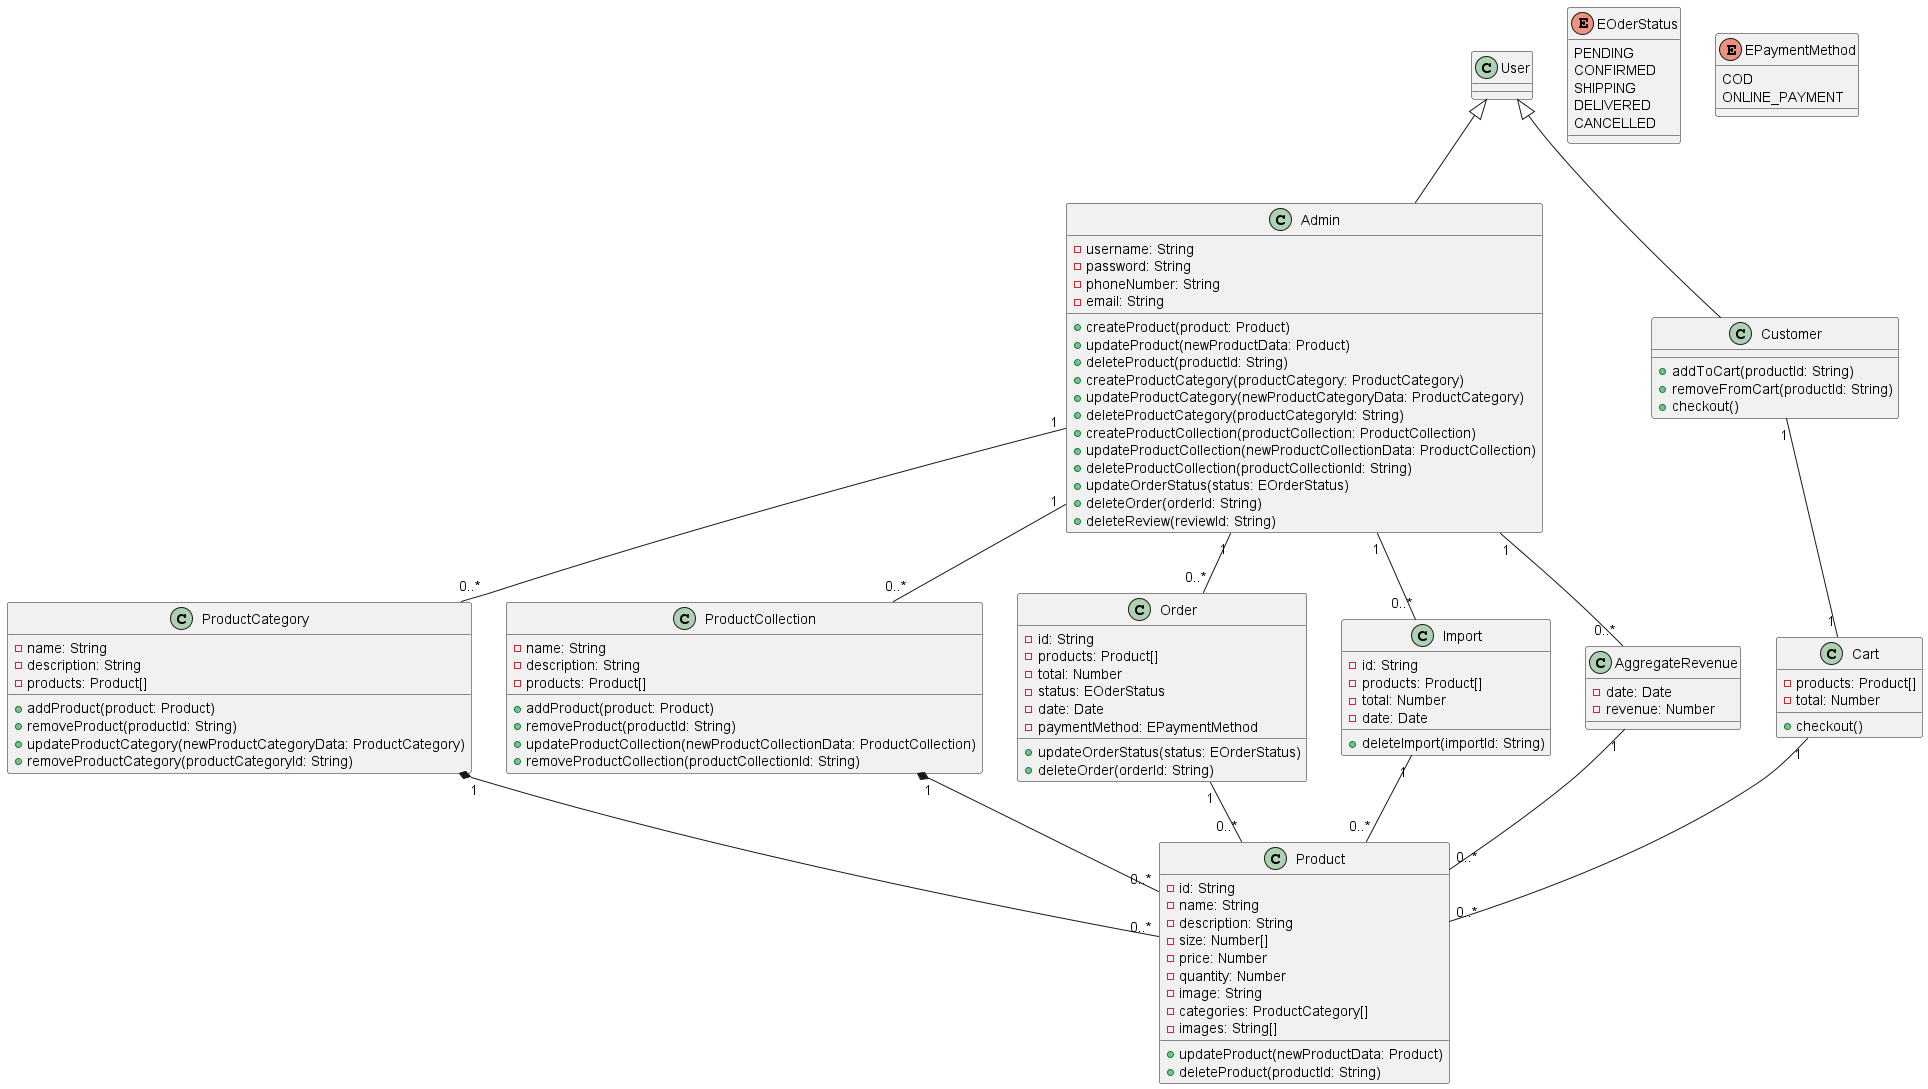 User
EOderStatus
PENDING
CONFIRMED
SHIPPING
DELIVERED
CANCELLED
EPaymentMethod
COD
ONLINE_PAYMENT
Admin
username: String
password: String
phoneNumber: String
email: String
createProduct(product: Product)
updateProduct(newProductData: Product)
deleteProduct(productId: String)
createProductCategory(productCategory: ProductCategory)
updateProductCategory(newProductCategoryData: ProductCategory)
deleteProductCategory(productCategoryId: String)
createProductCollection(productCollection: ProductCollection)
updateProductCollection(newProductCollectionData: ProductCollection)
deleteProductCollection(productCollectionId: String)
updateOrderStatus(status: EOrderStatus)
deleteOrder(orderId: String)
deleteReview(reviewId: String)
Customer
addToCart(productId: String)
removeFromCart(productId: String)
checkout()
1
1
1
1
1
1
0..*
0..*
0..*
0..*
0..*
1
ProductCategory
name: String
description: String
products: Product[]
addProduct(product: Product)
removeProduct(productId: String)
updateProductCategory(newProductCategoryData: ProductCategory)
removeProductCategory(productCategoryId: String)
ProductCollection
name: String
description: String
products: Product[]
addProduct(product: Product)
removeProduct(productId: String)
updateProductCollection(newProductCollectionData: ProductCollection)
removeProductCollection(productCollectionId: String)
Order
id: String
products: Product[]
total: Number
status: EOderStatus
date: Date
paymentMethod: EPaymentMethod
updateOrderStatus(status: EOrderStatus)
deleteOrder(orderId: String)
Import
id: String
products: Product[]
total: Number
date: Date
deleteImport(importId: String)
AggregateRevenue
date: Date
revenue: Number
Cart
products: Product[]
total: Number
checkout()
1
1
1
1
1
1
0..*
0..*
0..*
0..*
0..*
0..*
Product
id: String
name: String
description: String
size: Number[]
price: Number
quantity: Number
image: String
categories: ProductCategory[]
images: String[]
updateProduct(newProductData: Product)
deleteProduct(productId: String)